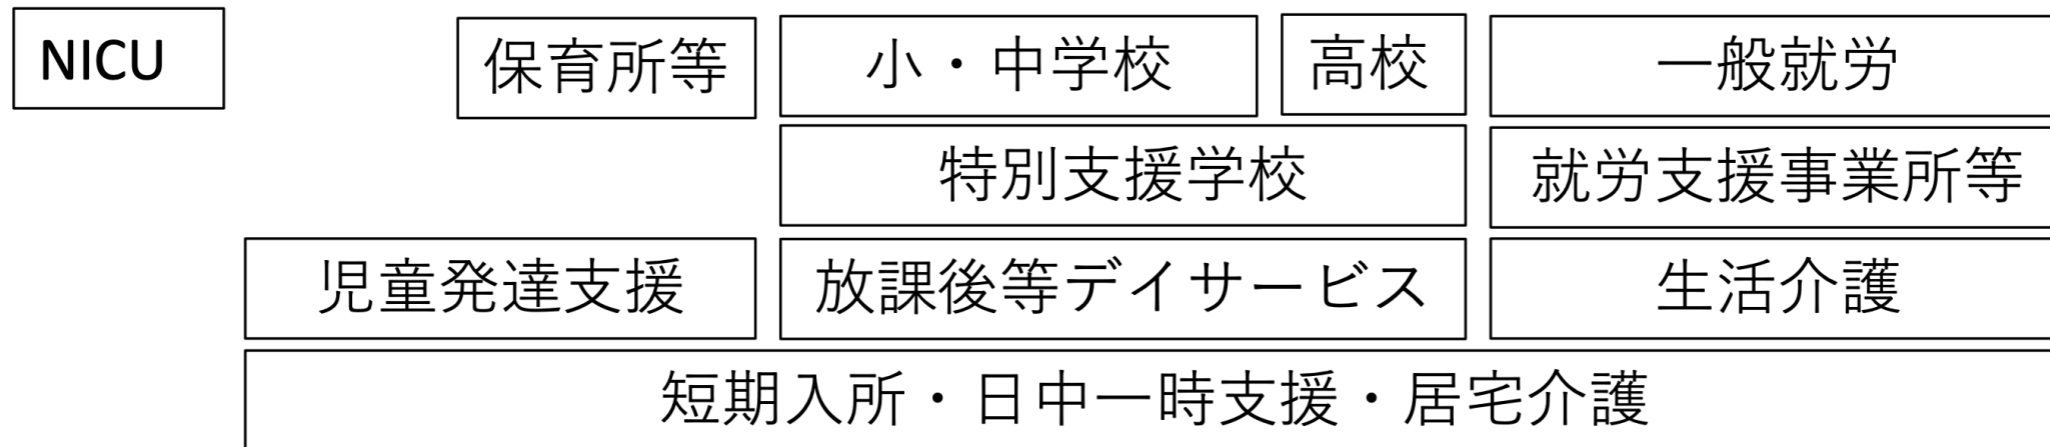 NICU
保育所等
小・中学校
高校
一般就労
特別支援学校
就労支援事業所等
児童発達支援
放課後等デイサービス
生活介護
短期入所・日中一時支援・居宅介護